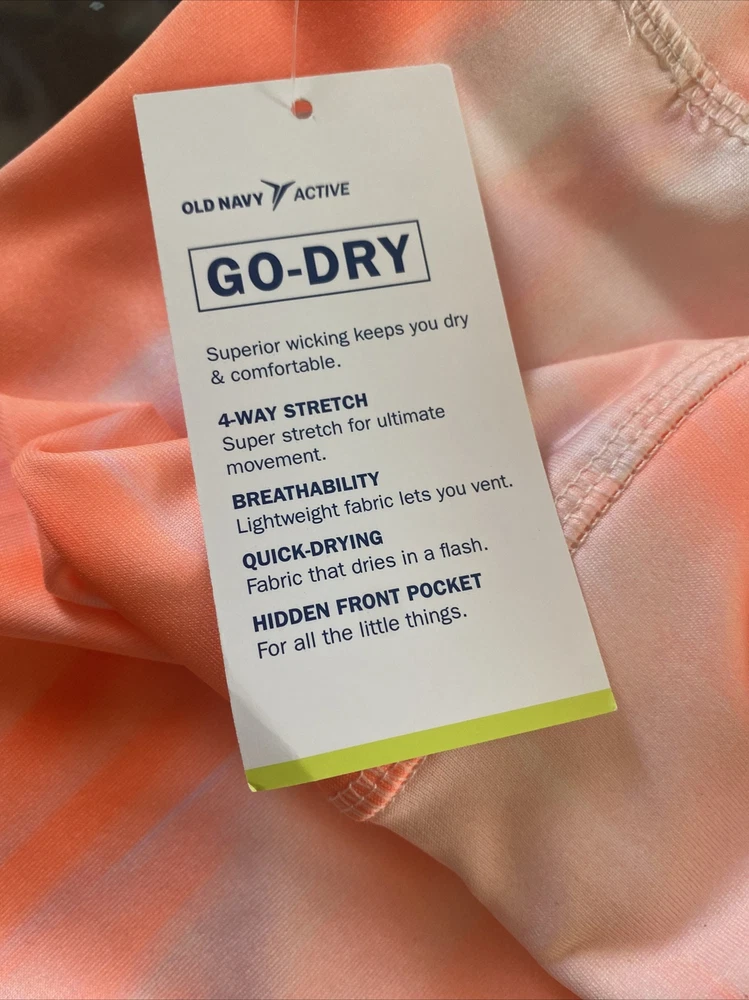 OLD NAVY ACTIVE
GO-DRY
Superior wicking keeps you dry
& comfortable.
4-WAY STRETCH
Super stretch for ultimate
movement.
BREATHABILITY
Lightweight fabric lets you vent.
QUICK-DRYING
Fabric that dries in a flash.
HIDDEN FRONT POCKET
For all the little things.